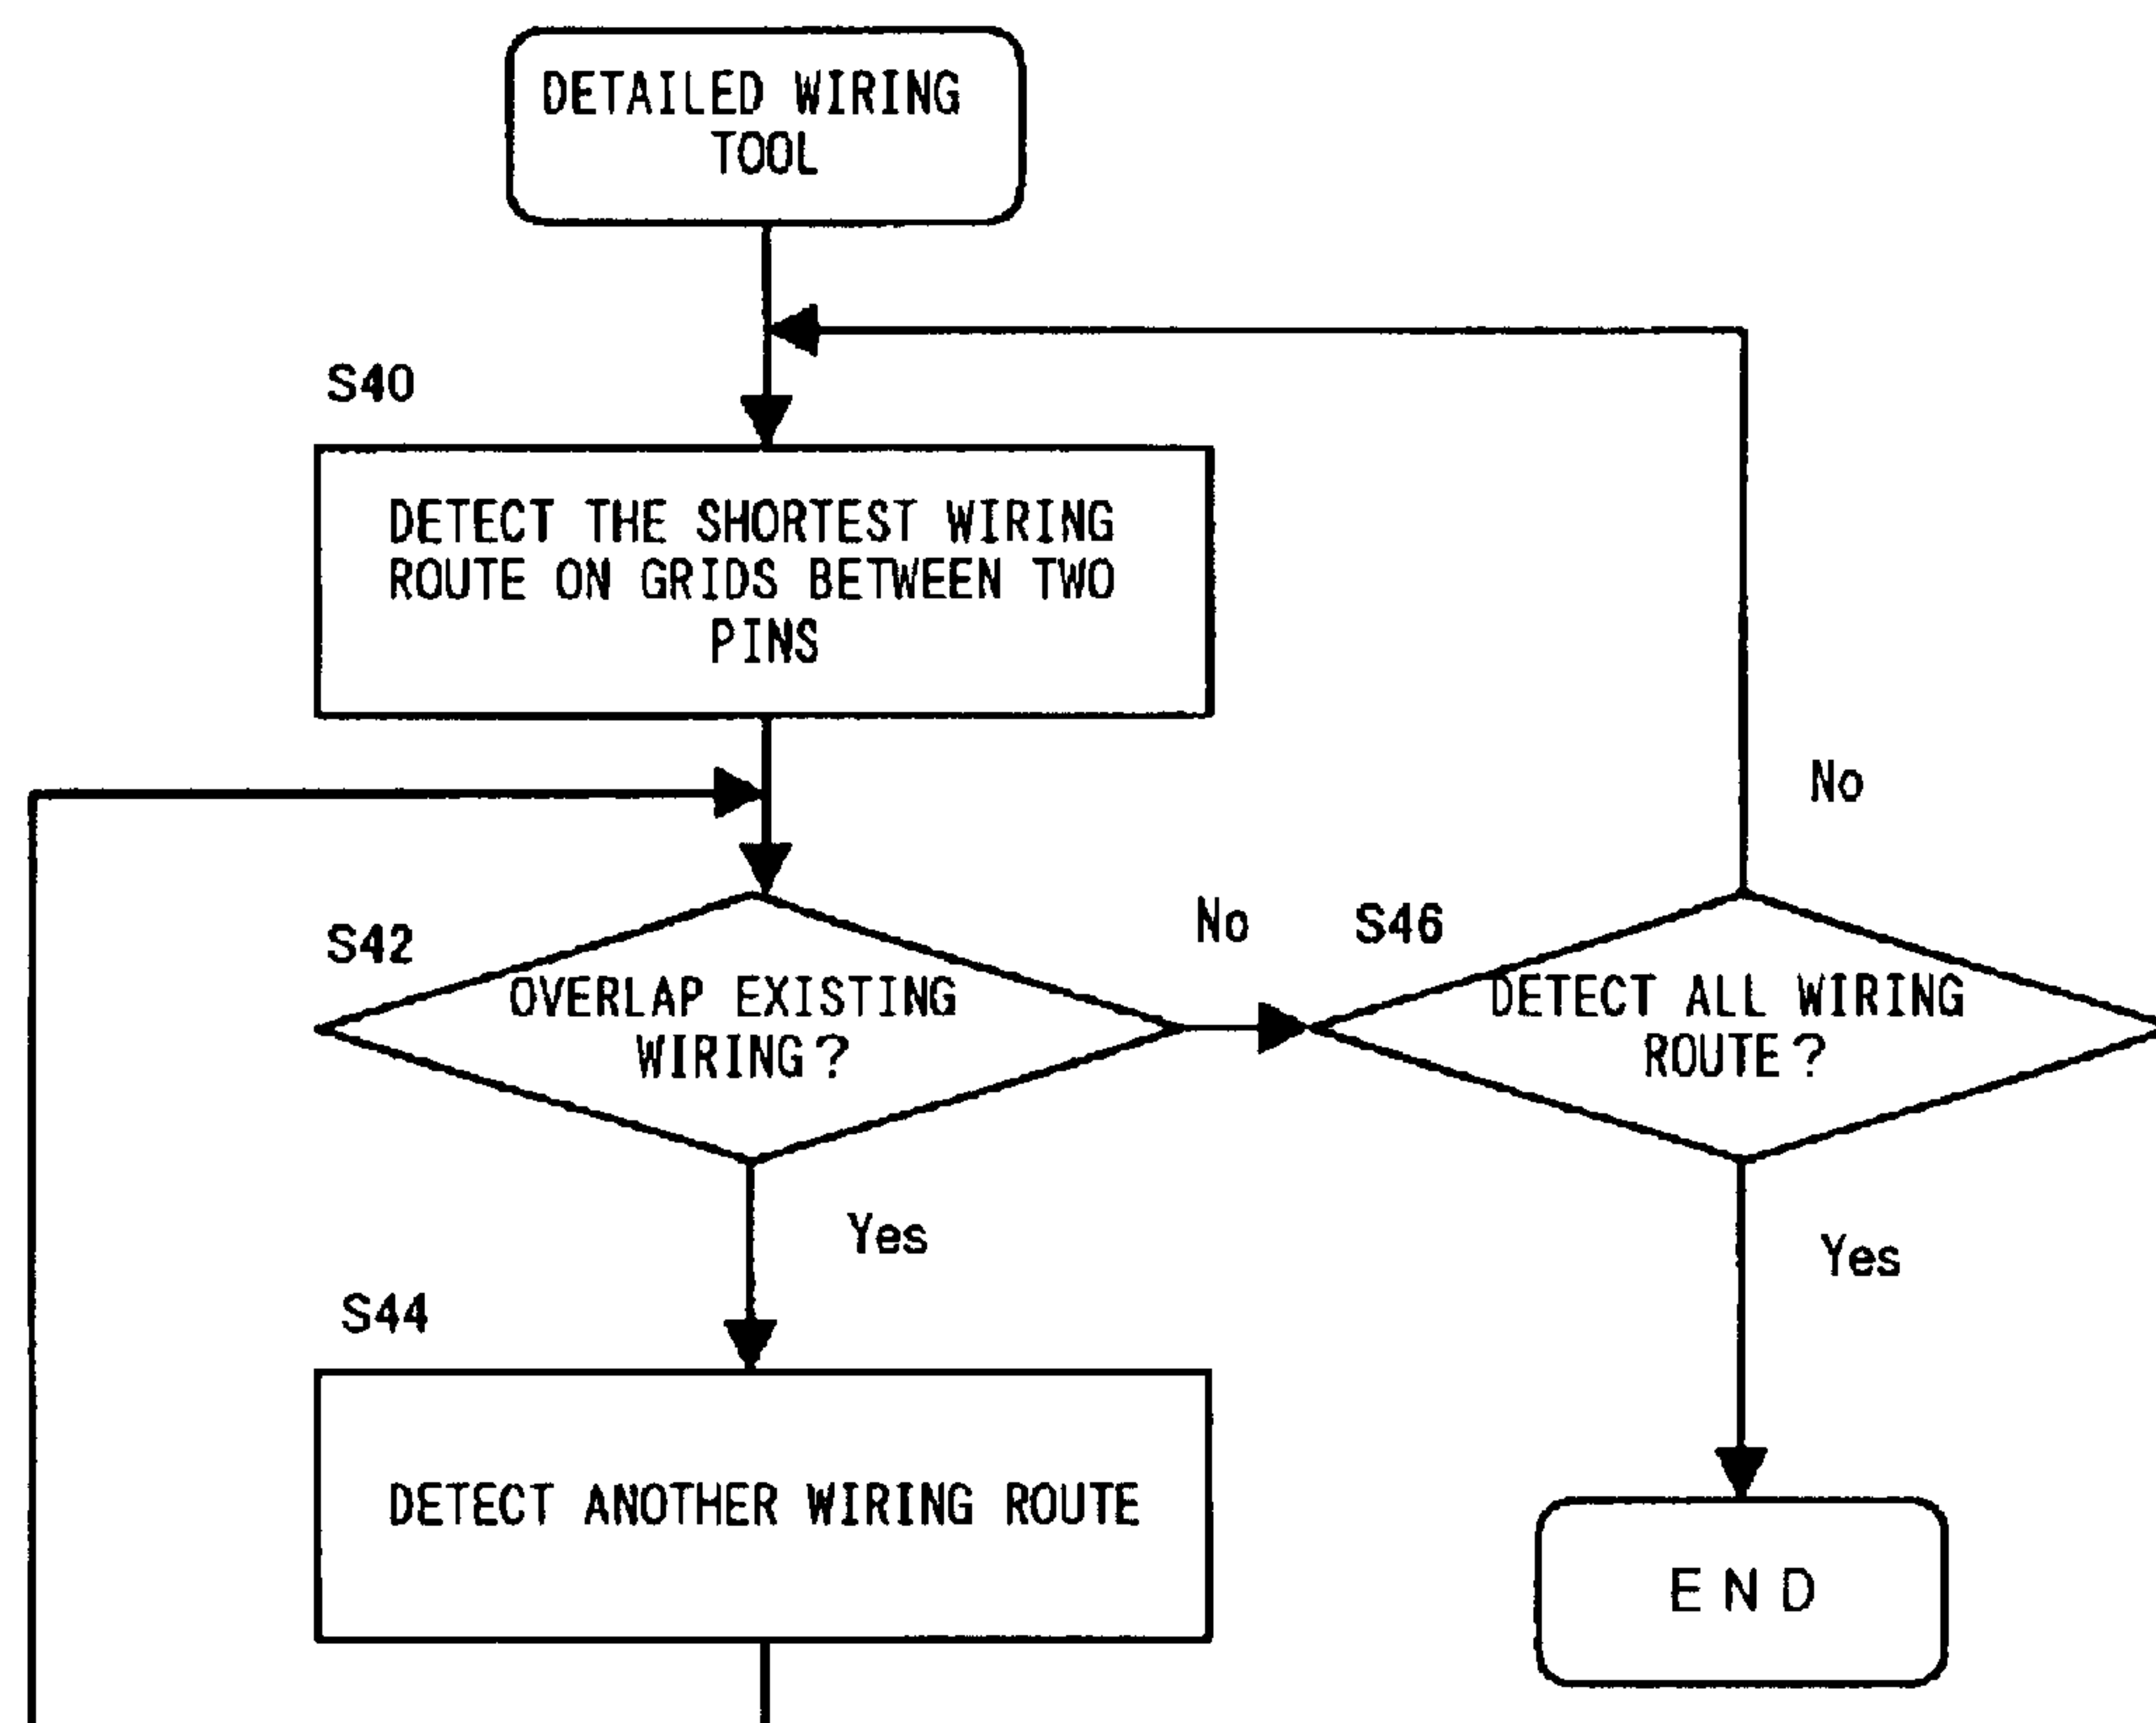 DETAILED WIRING
TOOL
S40
DETECT THE SHORTEST WIRING
ROUTE ON GRIDS BETWEEN TWO
PINS
No
S42
OVERLAP EXISTING
WIRING?
No
S46
DETECT ALL WIRING
ROUTE?
Yes
Yes
S44
DETECT ANOTHER WIRING ROUTE
END